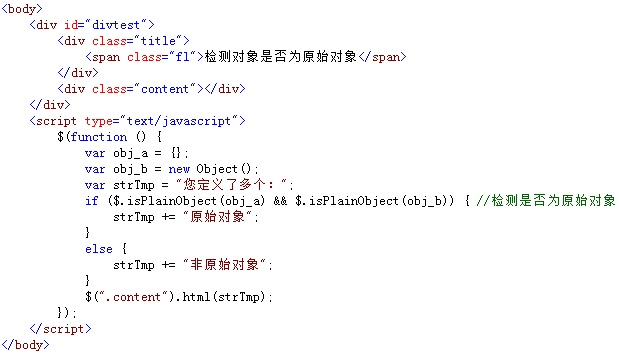 <body>
    <div id="divtest">
        <div class="title">
            <span class="fl">检测对象是否为原始对象</span>
        </div>
        <div class="content"></div>
    </div>
    <script type="text/javascript">
        $(function () {
            var obj_a = {};
            var obj_b = new Object();
            var strTmp = "您定义了多个：";
            if ($.isPlainObject(obj_a) && $.isPlainObject(obj_b)) { //检测是否为原始对象
                strTmp += "原始对象";
            }
            else {
                strTmp += "非原始对象";
            }
            $(".content").html(strTmp);
        });
    </script>
</body>